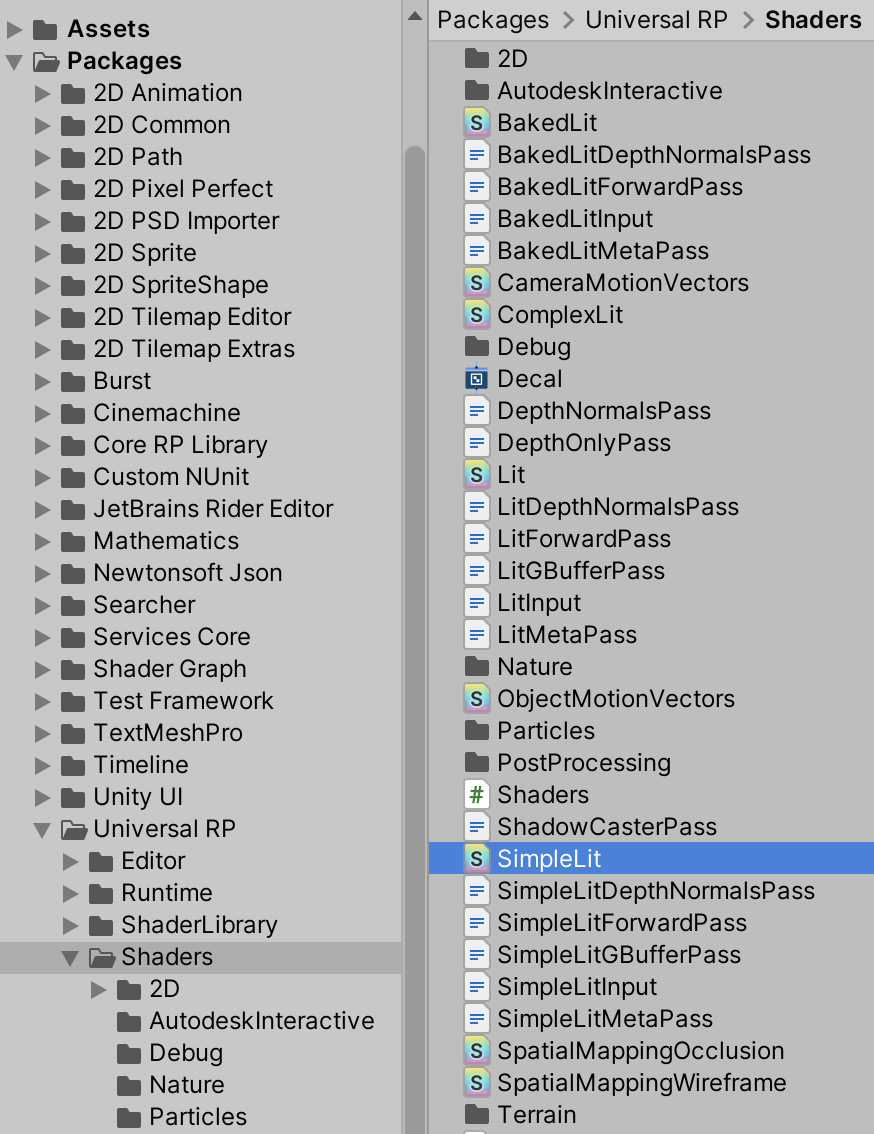 Assets
Packages
2D Animation
2D Common
2D Path
2D Pixel Perfect
2D PSD Importer
2D Sprite
2D SpriteShape
2D Tilemap Editor
2D Tilemap Extras
Burst
Cinemachine
Core RP Library
Custom NUnit
JetBrains Rider Editor
Mathematics
Newtonsoft Json
Searcher
Services Core
Shader Graph
Test Framework
TextMeshPro
Timeline
Unity UI
Universal RP
Editor
Runtime
ShaderLibrary
Shaders
2D
AutodeskInteractive
Debug
Nature
Particles
Packages > Universal RP > Shaders
2D
AutodeskInteractive
BakedLit
BakedLitDepthNormalsPass
BakedLitForwardPass
BakedLitInput
BakedLitMetaPass
CameraMotionVectors
ComplexLit
Debug
Decal
DepthNormalsPass
DepthOnlyPass
Lit
LitDepthNormalsPass
LitForwardPass
LitGBufferPass
LitInput
LitMetaPass
Nature
ObjectMotionVectors
Particles
PostProcessing
Shaders
ShadowCasterPass
SimpleLit
SimpleLitDepthNormalsPass
SimpleLitForwardPass
SimpleLitGBufferPass
SimpleLitInput
SimpleLitMetaPass
SpatialMappingOcclusion
SpatialMappingWireframe
Terrain